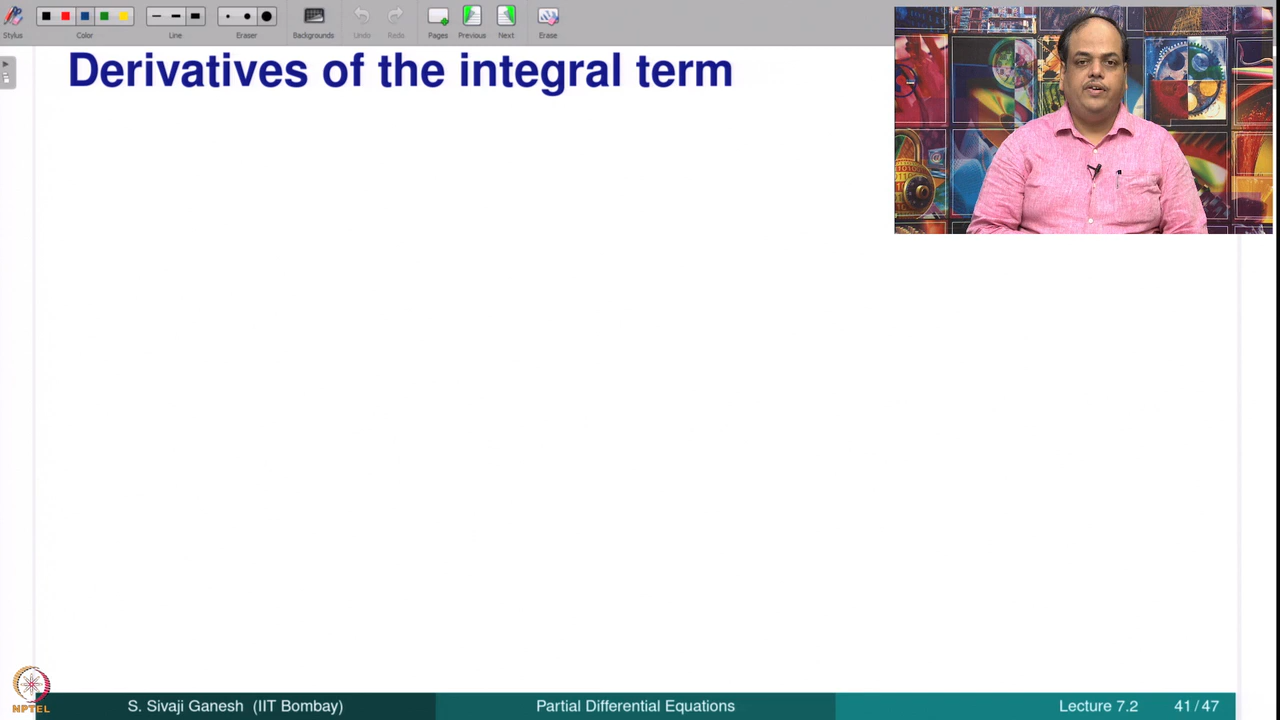 Stylus Color Line Eraser Backgrounds Undo Redo Pages Previous Next Erase
Derivatives of the integral term
NPTEL
S. Sivaji Ganesh (IIT Bombay) Partial Differential Equations Lecture 7.2 41 / 47